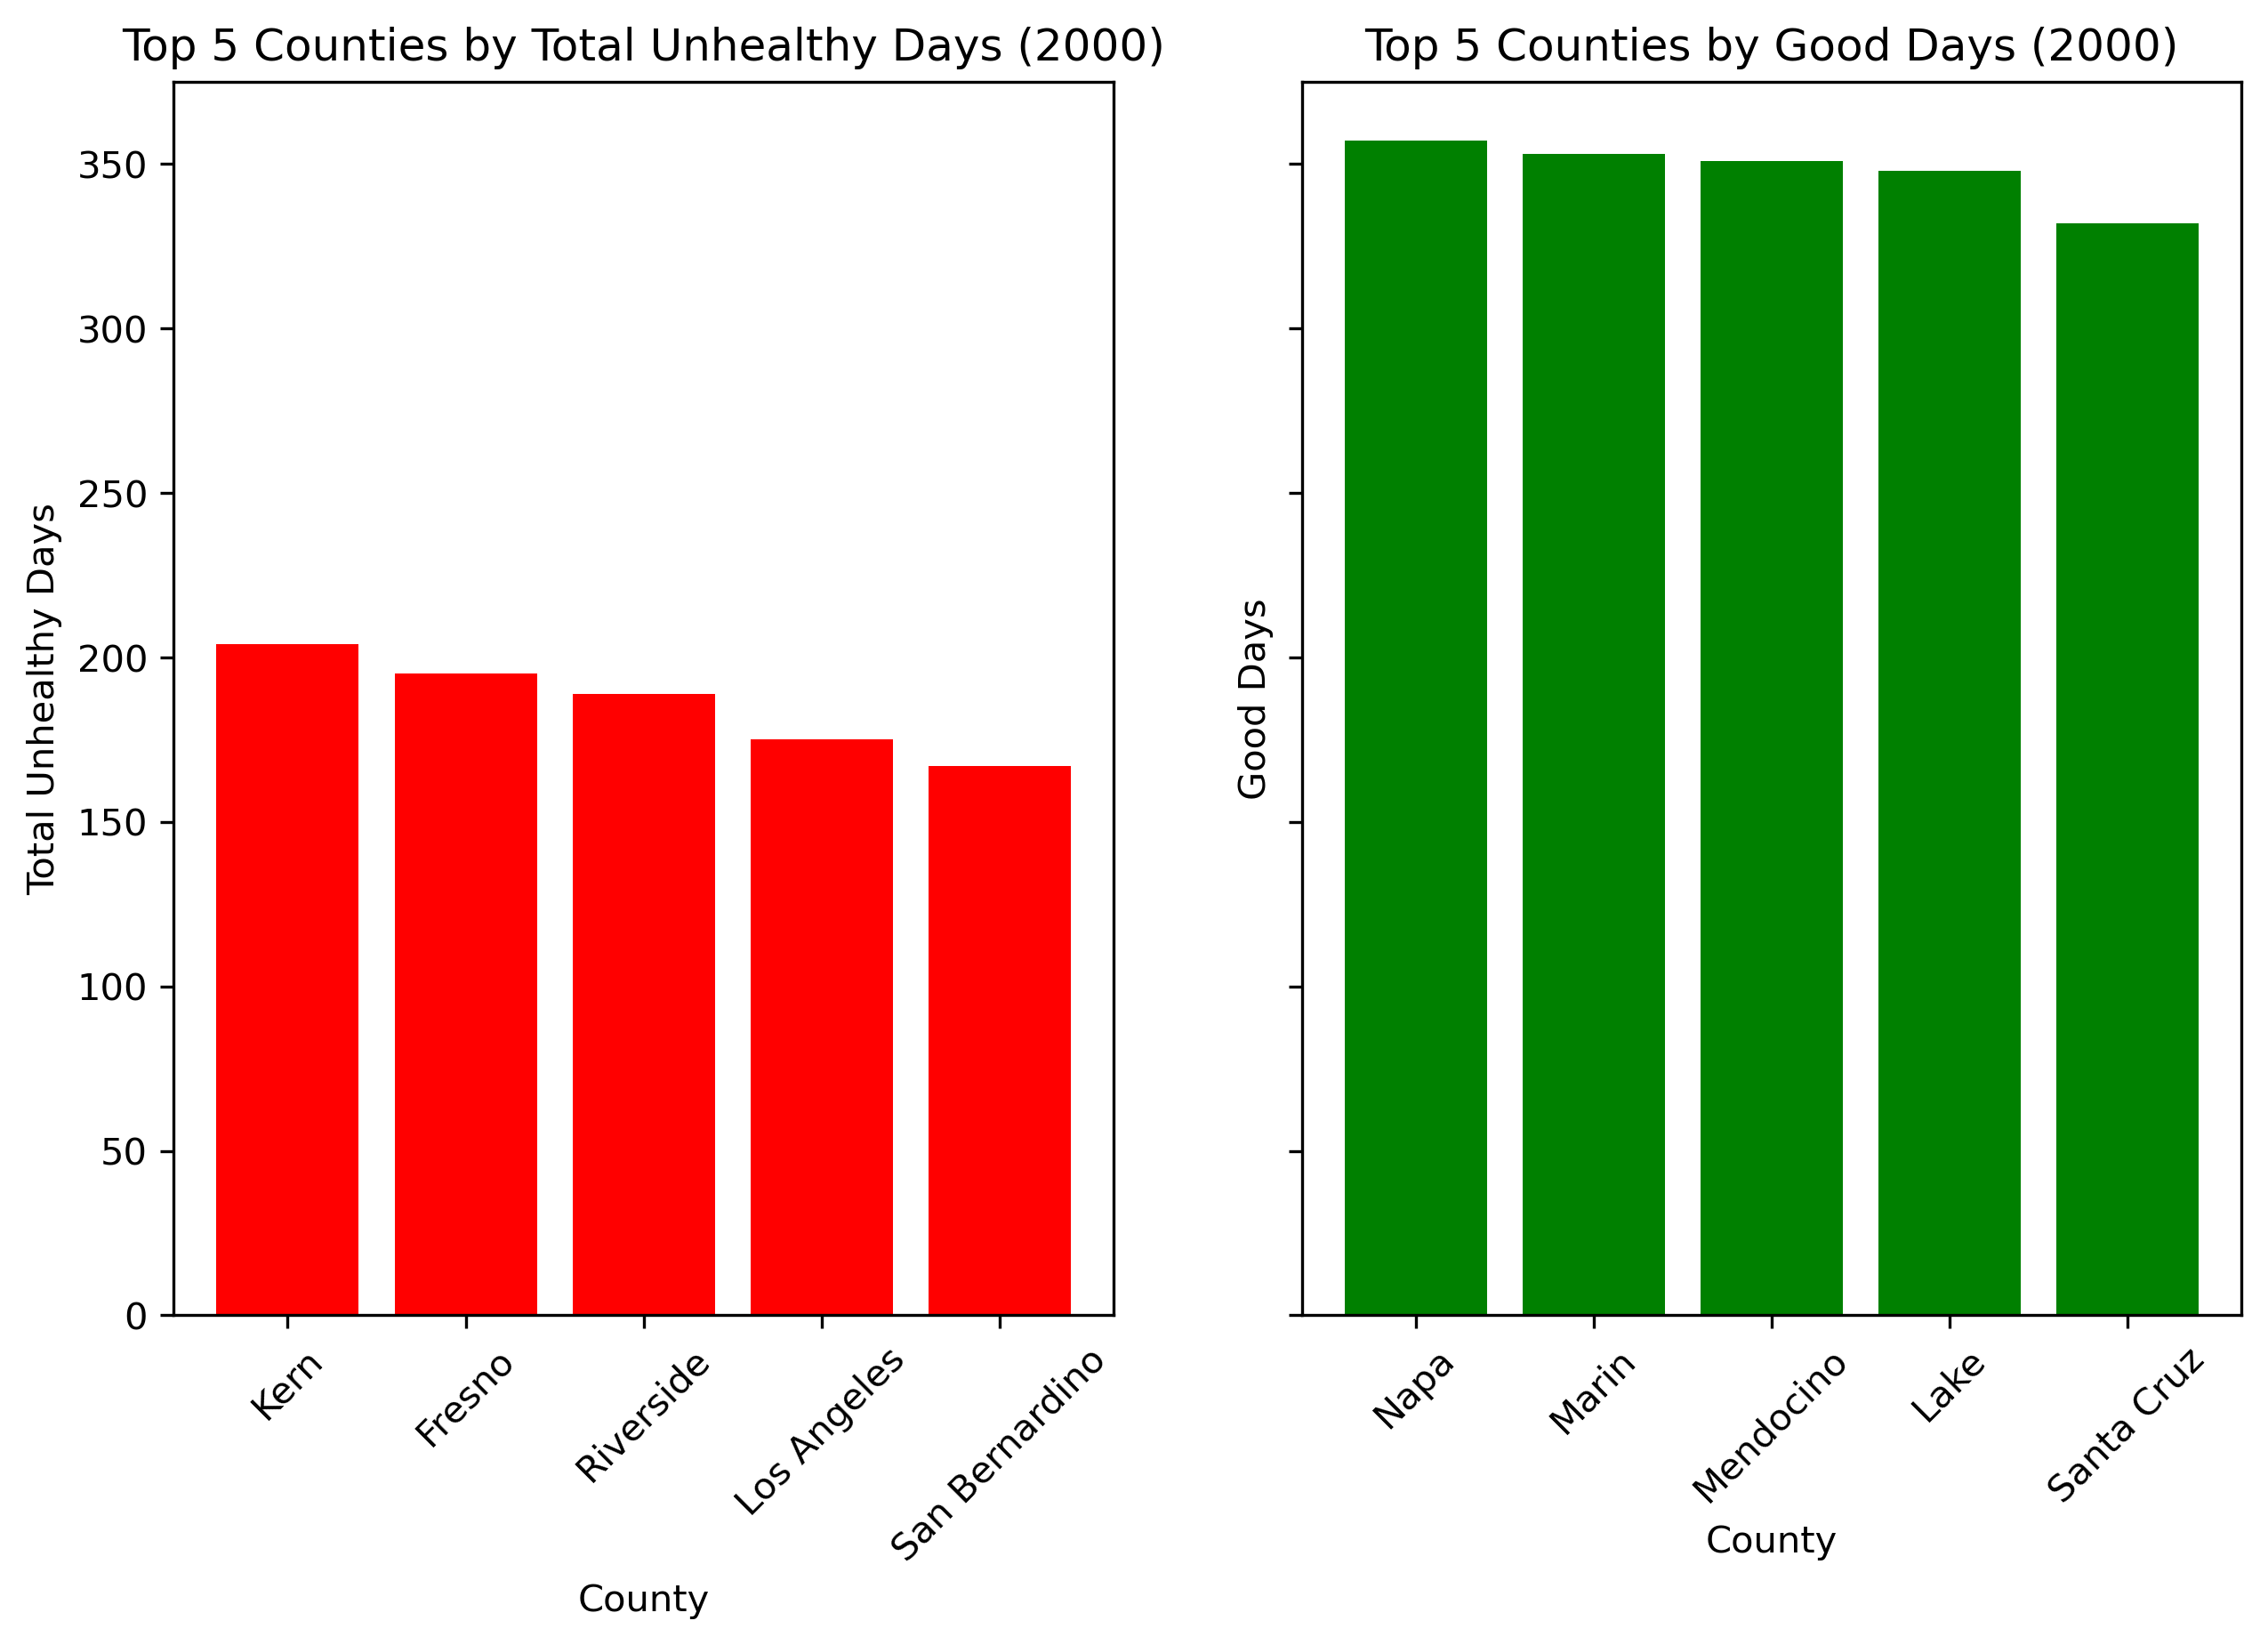 Top 5 Counties by Total Unhealthy Days (2000)
Total Unhealthy Days
350
300
250
200
150
100
50
0
Kern
Fresno
Riverside
Los Angeles
San Bernardino
County
Top 5 Counties by Good Days (2000)
Good Days
Napa
Marin
Mendocino
Lake
Santa Cruz
County